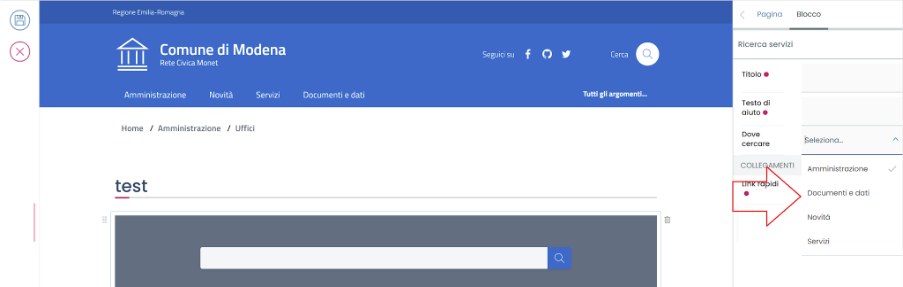 Regione Emilia-Romagna
Comune di Modena
Rete Civica Monet
Seguici su
Cerca
Amministrazione Novità Servizi Documenti e dati Tutti gli argomenti...
Home / Amministrazione / Uffici
test
Pagina Blocco
Ricerca servizi
Titolo
Testo di
aiuto
Dove
cercare
Seleziona...
COLLEGAMENTI
Link rapidi
Amministrazione
Documenti e dati
Novità
Servizi